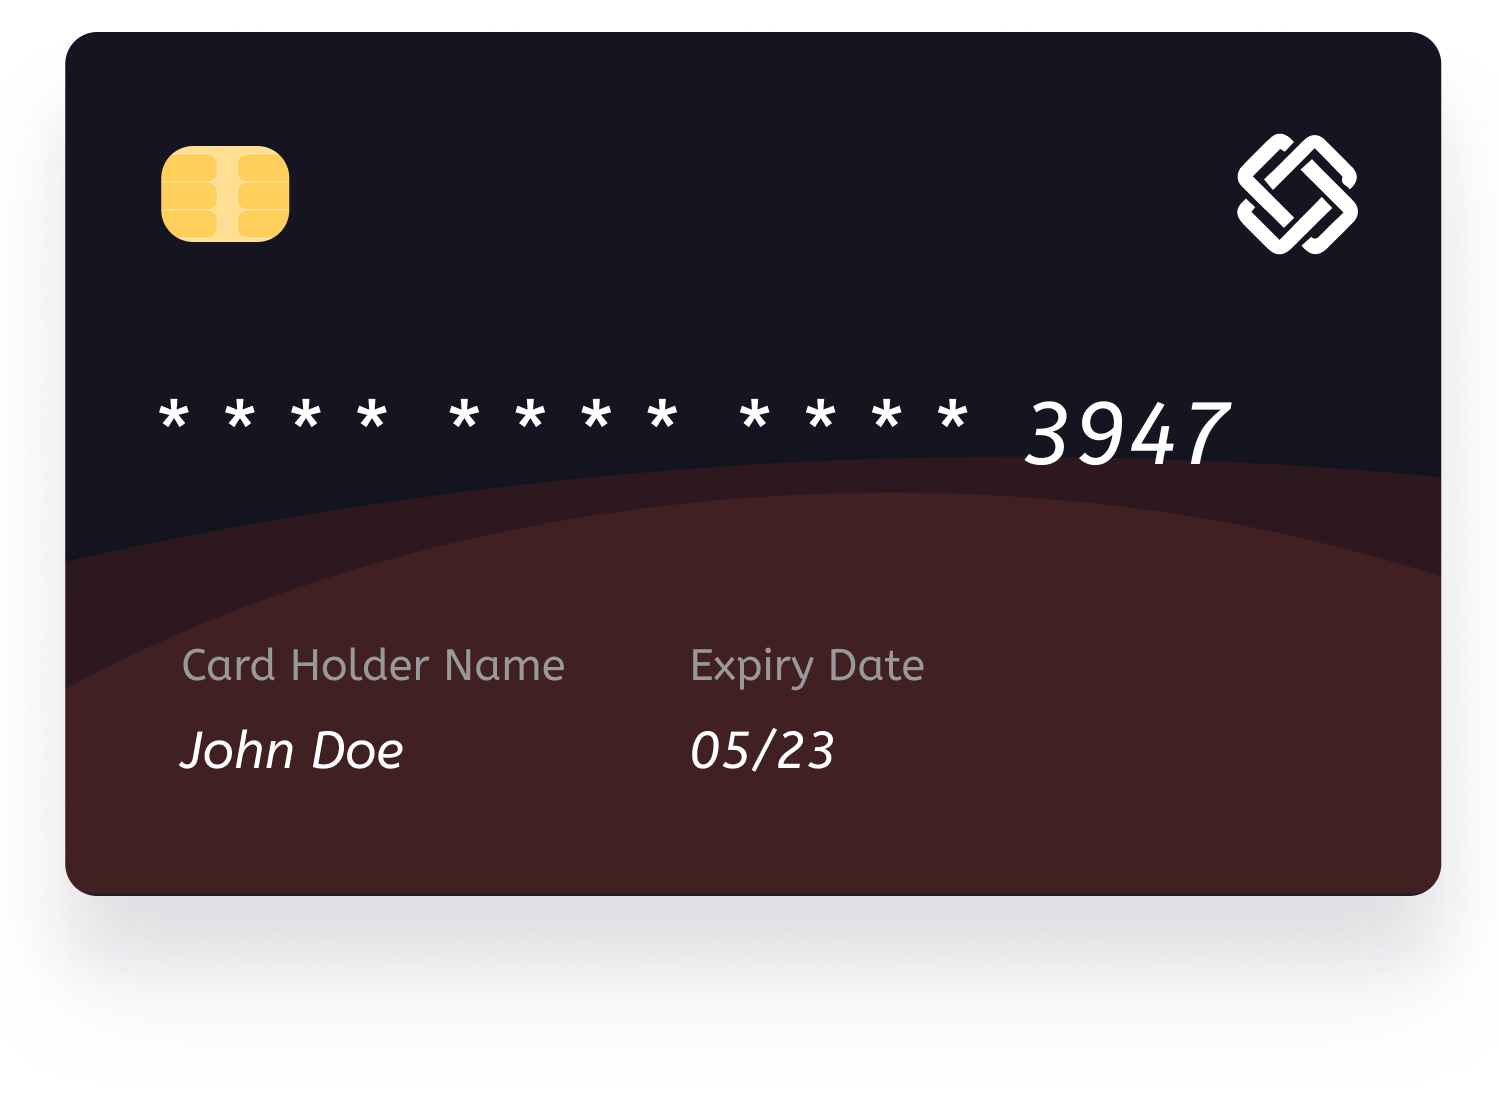 * * * * * * * * * * * * 3947
Card Holder Name Expiry Date
John Doe 05/23